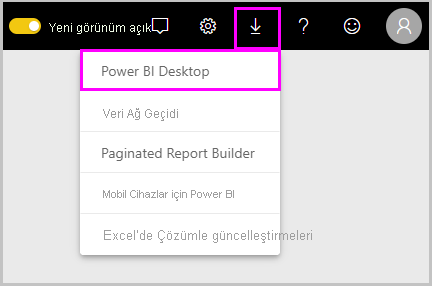 Yeni görünüm açık
Power BI Desktop
Veri Ağ Geçidi
Paginated Report Builder
Mobil Cihazlar için Power BI
Excel'de Çözümle güncelleştirmeleri